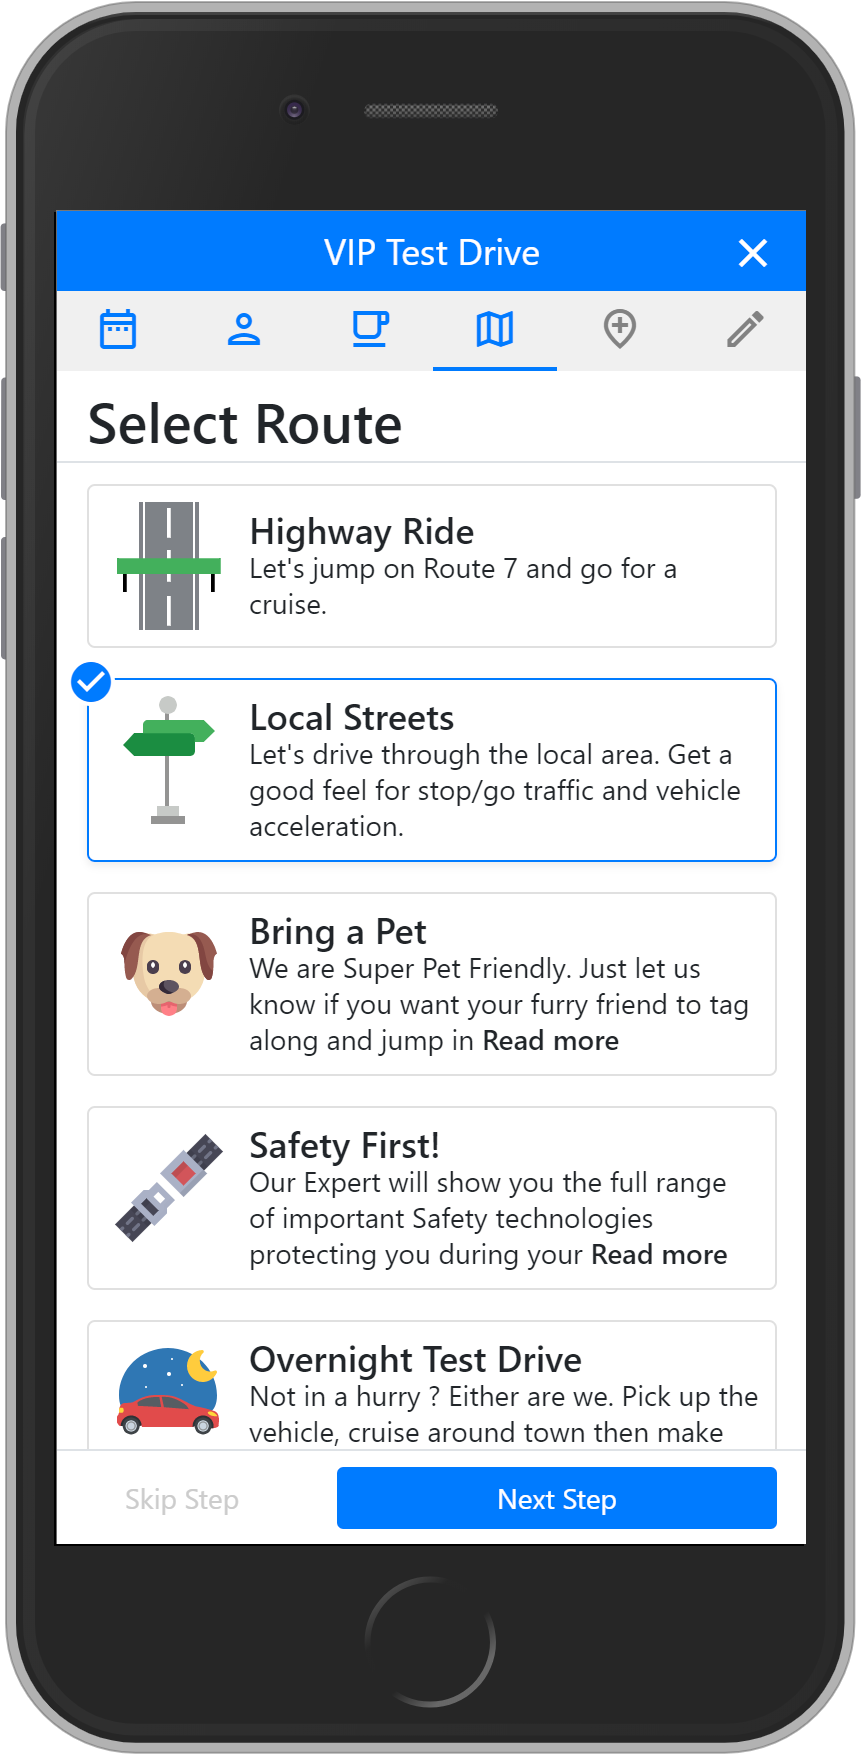 VIP Test Drive
Select Route
Highway Ride
Let's jump on Route 7 and go for a
cruise.
Local Streets
Let's drive through the local area. Get a
good feel for stop/go traffic and vehicle
acceleration.
Bring a Pet
We are Super Pet Friendly. Just let us
know if you want your furry friend to tag
along and jump in Read more
Safety First!
Our Expert will show you the full range
of important Safety technologies
protecting you during your Read more
Overnight Test Drive
Not in a hurry ? Either are we. Pick up the
vehicle, cruise around town then make
Skip Step
Next Step